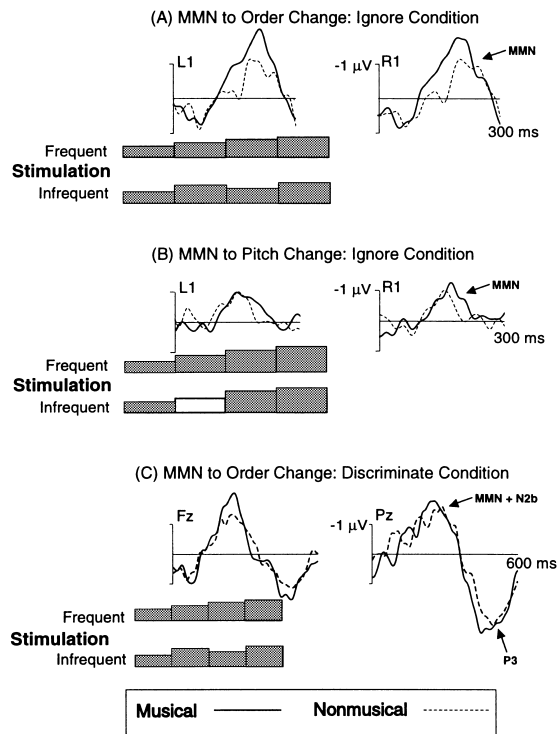 (A) MMN to Order Change: Ignore Condition
L1
-1 μV
R1
MMN
300 ms
Frequent
Stimulation
Infrequent
(B) MMN to Pitch Change: Ignore Condition
L1
-1 μV
R1
MMN
300 ms
Frequent
Stimulation
Infrequent
(C) MMN to Order Change: Discriminate Condition
Fz
-1 μV
Pz
MMN + N2b
600 ms
Frequent
Stimulation
Infrequent
P3
Musical
Nonmusical